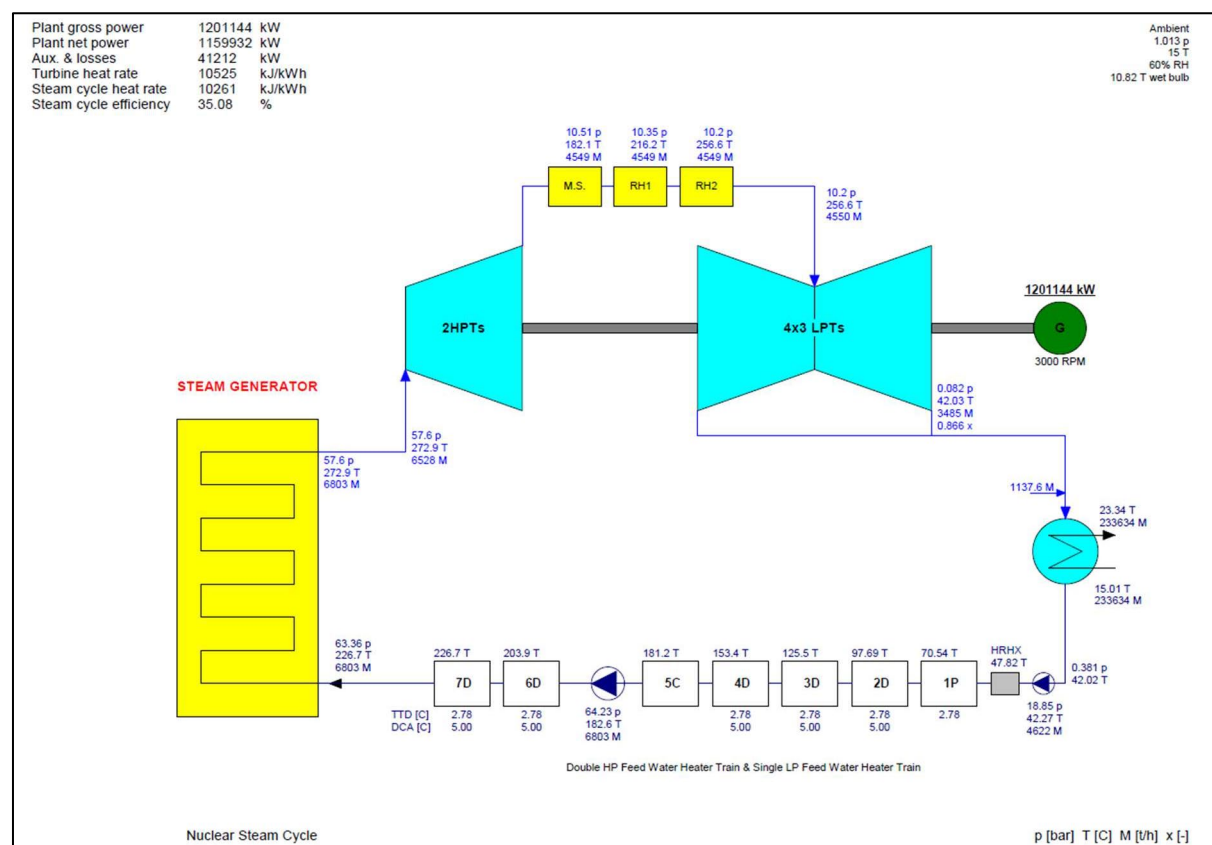 Plant gross power 1201144 kW
Plant net power 1159932 kW
Aux. & losses 41212 kW
Turbine heat rate 10525 kJ/kWh
Steam cycle heat rate 10261 kJ/kWh
Steam cycle efficiency 35.08 %
Ambient
1.013 p
15 T
60% RH
10.82 T wet bulb
10.51 p
182.1 T
4549 M
10.35 p
216.2 T
4549 M
10.2 p
256.6 T
4549 M
M.S.
RH1
RH2
10.2 p
256.6 T
4550 M
2HPTs
4x3 LPTs
1201144 kW
G
3000 RPM
STEAM GENERATOR
57.6 p
272.9 T
6803 M
57.6 p
272.9 T
6528 M
0.082 p
42.03 T
3485 M
0.866 x
1137.6 M
23.34 T
233634 M
15.01 T
233634 M
63.36 p
226.7 T
6803 M
226.7 T
203.9 T
181.2 T
153.4 T
125.5 T
97.69 T
70.54 T
HRHX
47.82 T
0.381 p
42.02 T
7D
6D
5C
4D
3D
2D
1P
TTD [C] 2.78 2.78 2.78 2.78 2.78 2.78
DCA [C] 5.00 5.00 5.00 5.00 5.00
64.23 p
182.6 T
6803 M
18.85 p
42.27 T
4622 M
Double HP Feed Water Heater Train & Single LP Feed Water Heater Train
Nuclear Steam Cycle
p [bar] T [C] M [t/h] x [-]